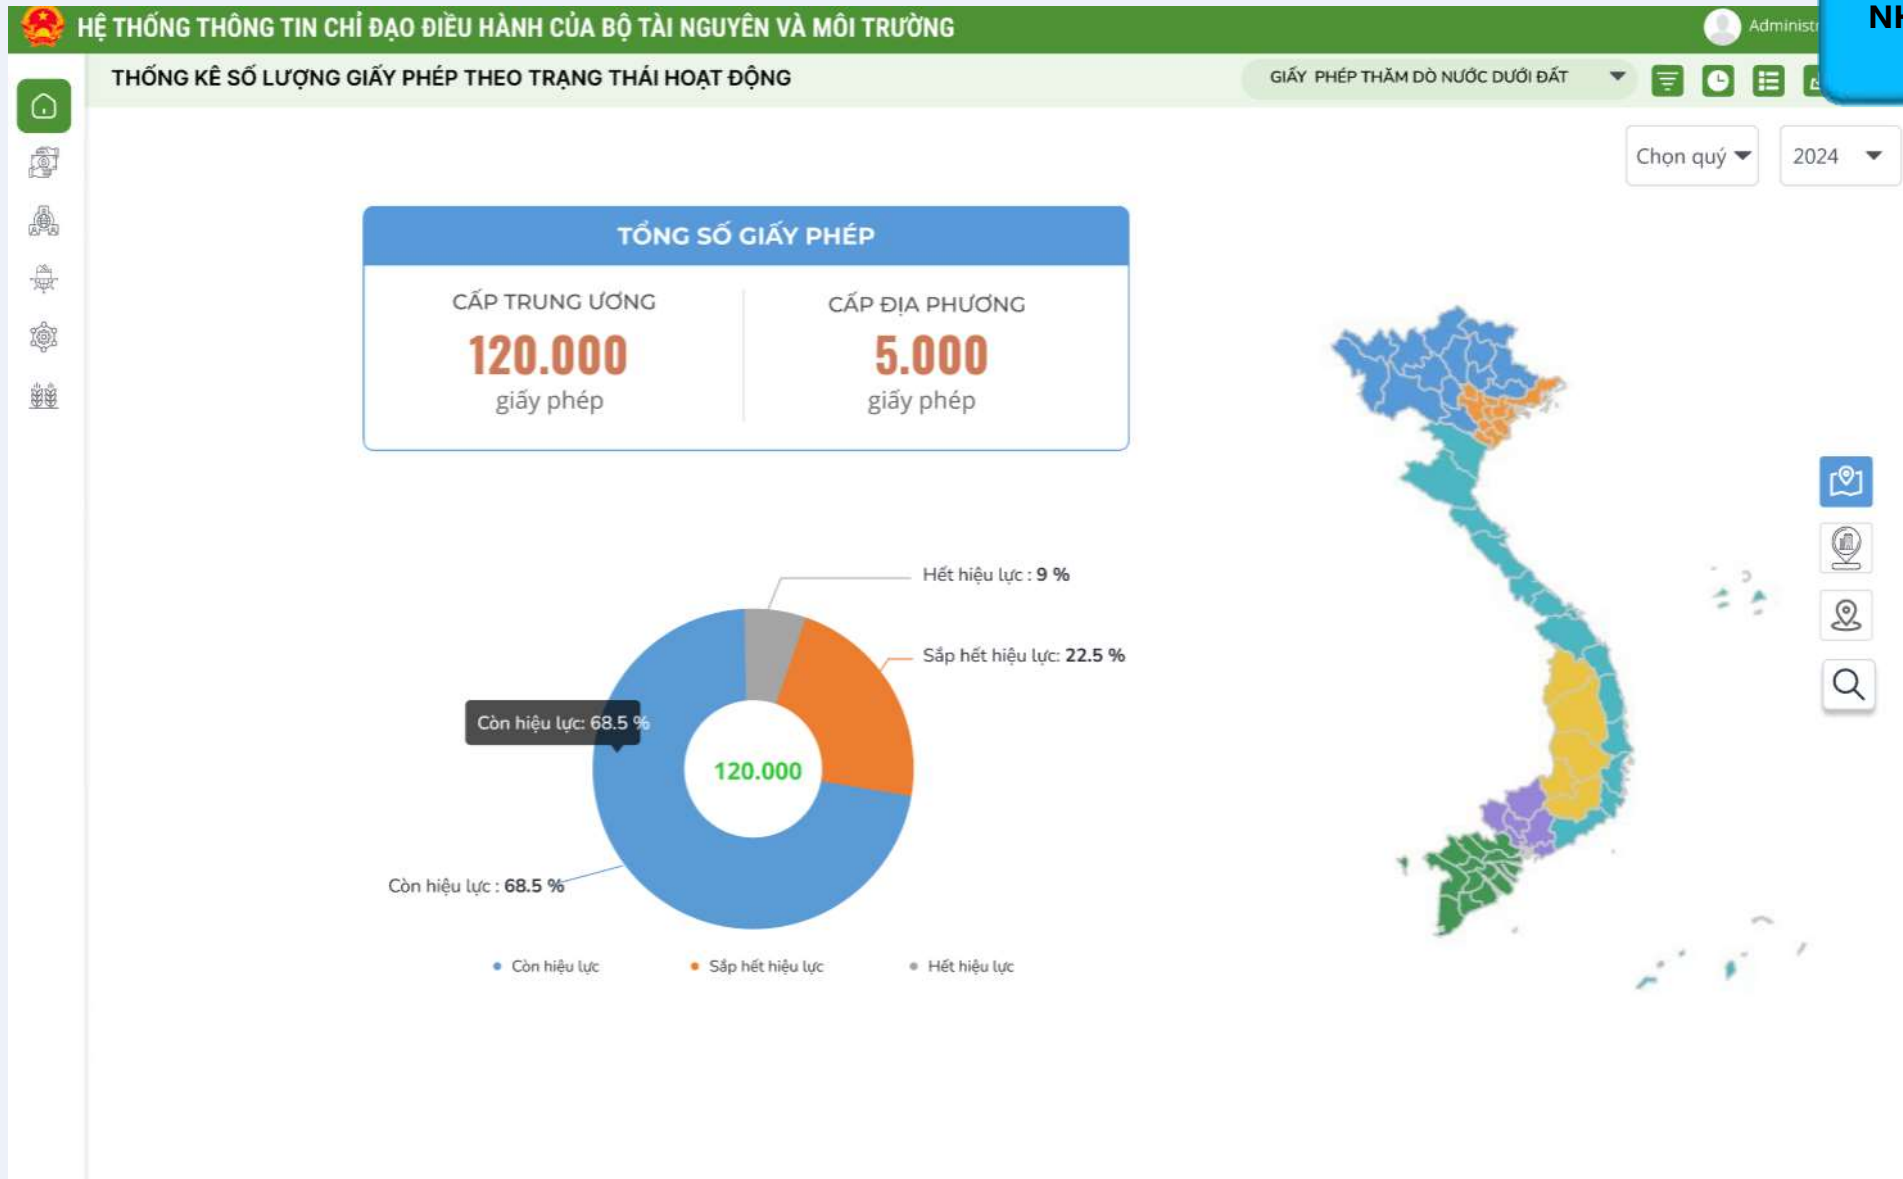 HỆ THỐNG THÔNG TIN CHỈ ĐẠO ĐIỀU HÀNH CỦA BỘ TÀI NGUYÊN VÀ MÔI TRƯỜNG
THỐNG KÊ SỐ LƯỢNG GIẤY PHÉP THEO TRẠNG THÁI HOẠT ĐỘNG
GIẤY PHÉP THĂM DÒ NƯỚC DƯỚI ĐẤT
Chọn quý
2024
TỔNG SỐ GIẤY PHÉP
CẤP TRUNG ƯƠNG
120.000
giấy phép
CẤP ĐỊA PHƯƠNG
5.000
giấy phép
Hết hiệu lực : 9 %
Sắp hết hiệu lực: 22.5 %
Còn hiệu lực: 68.5 %
120.000
Còn hiệu lực : 68.5 %
Còn hiệu lực
Sắp hết hiệu lực
Hết hiệu lực